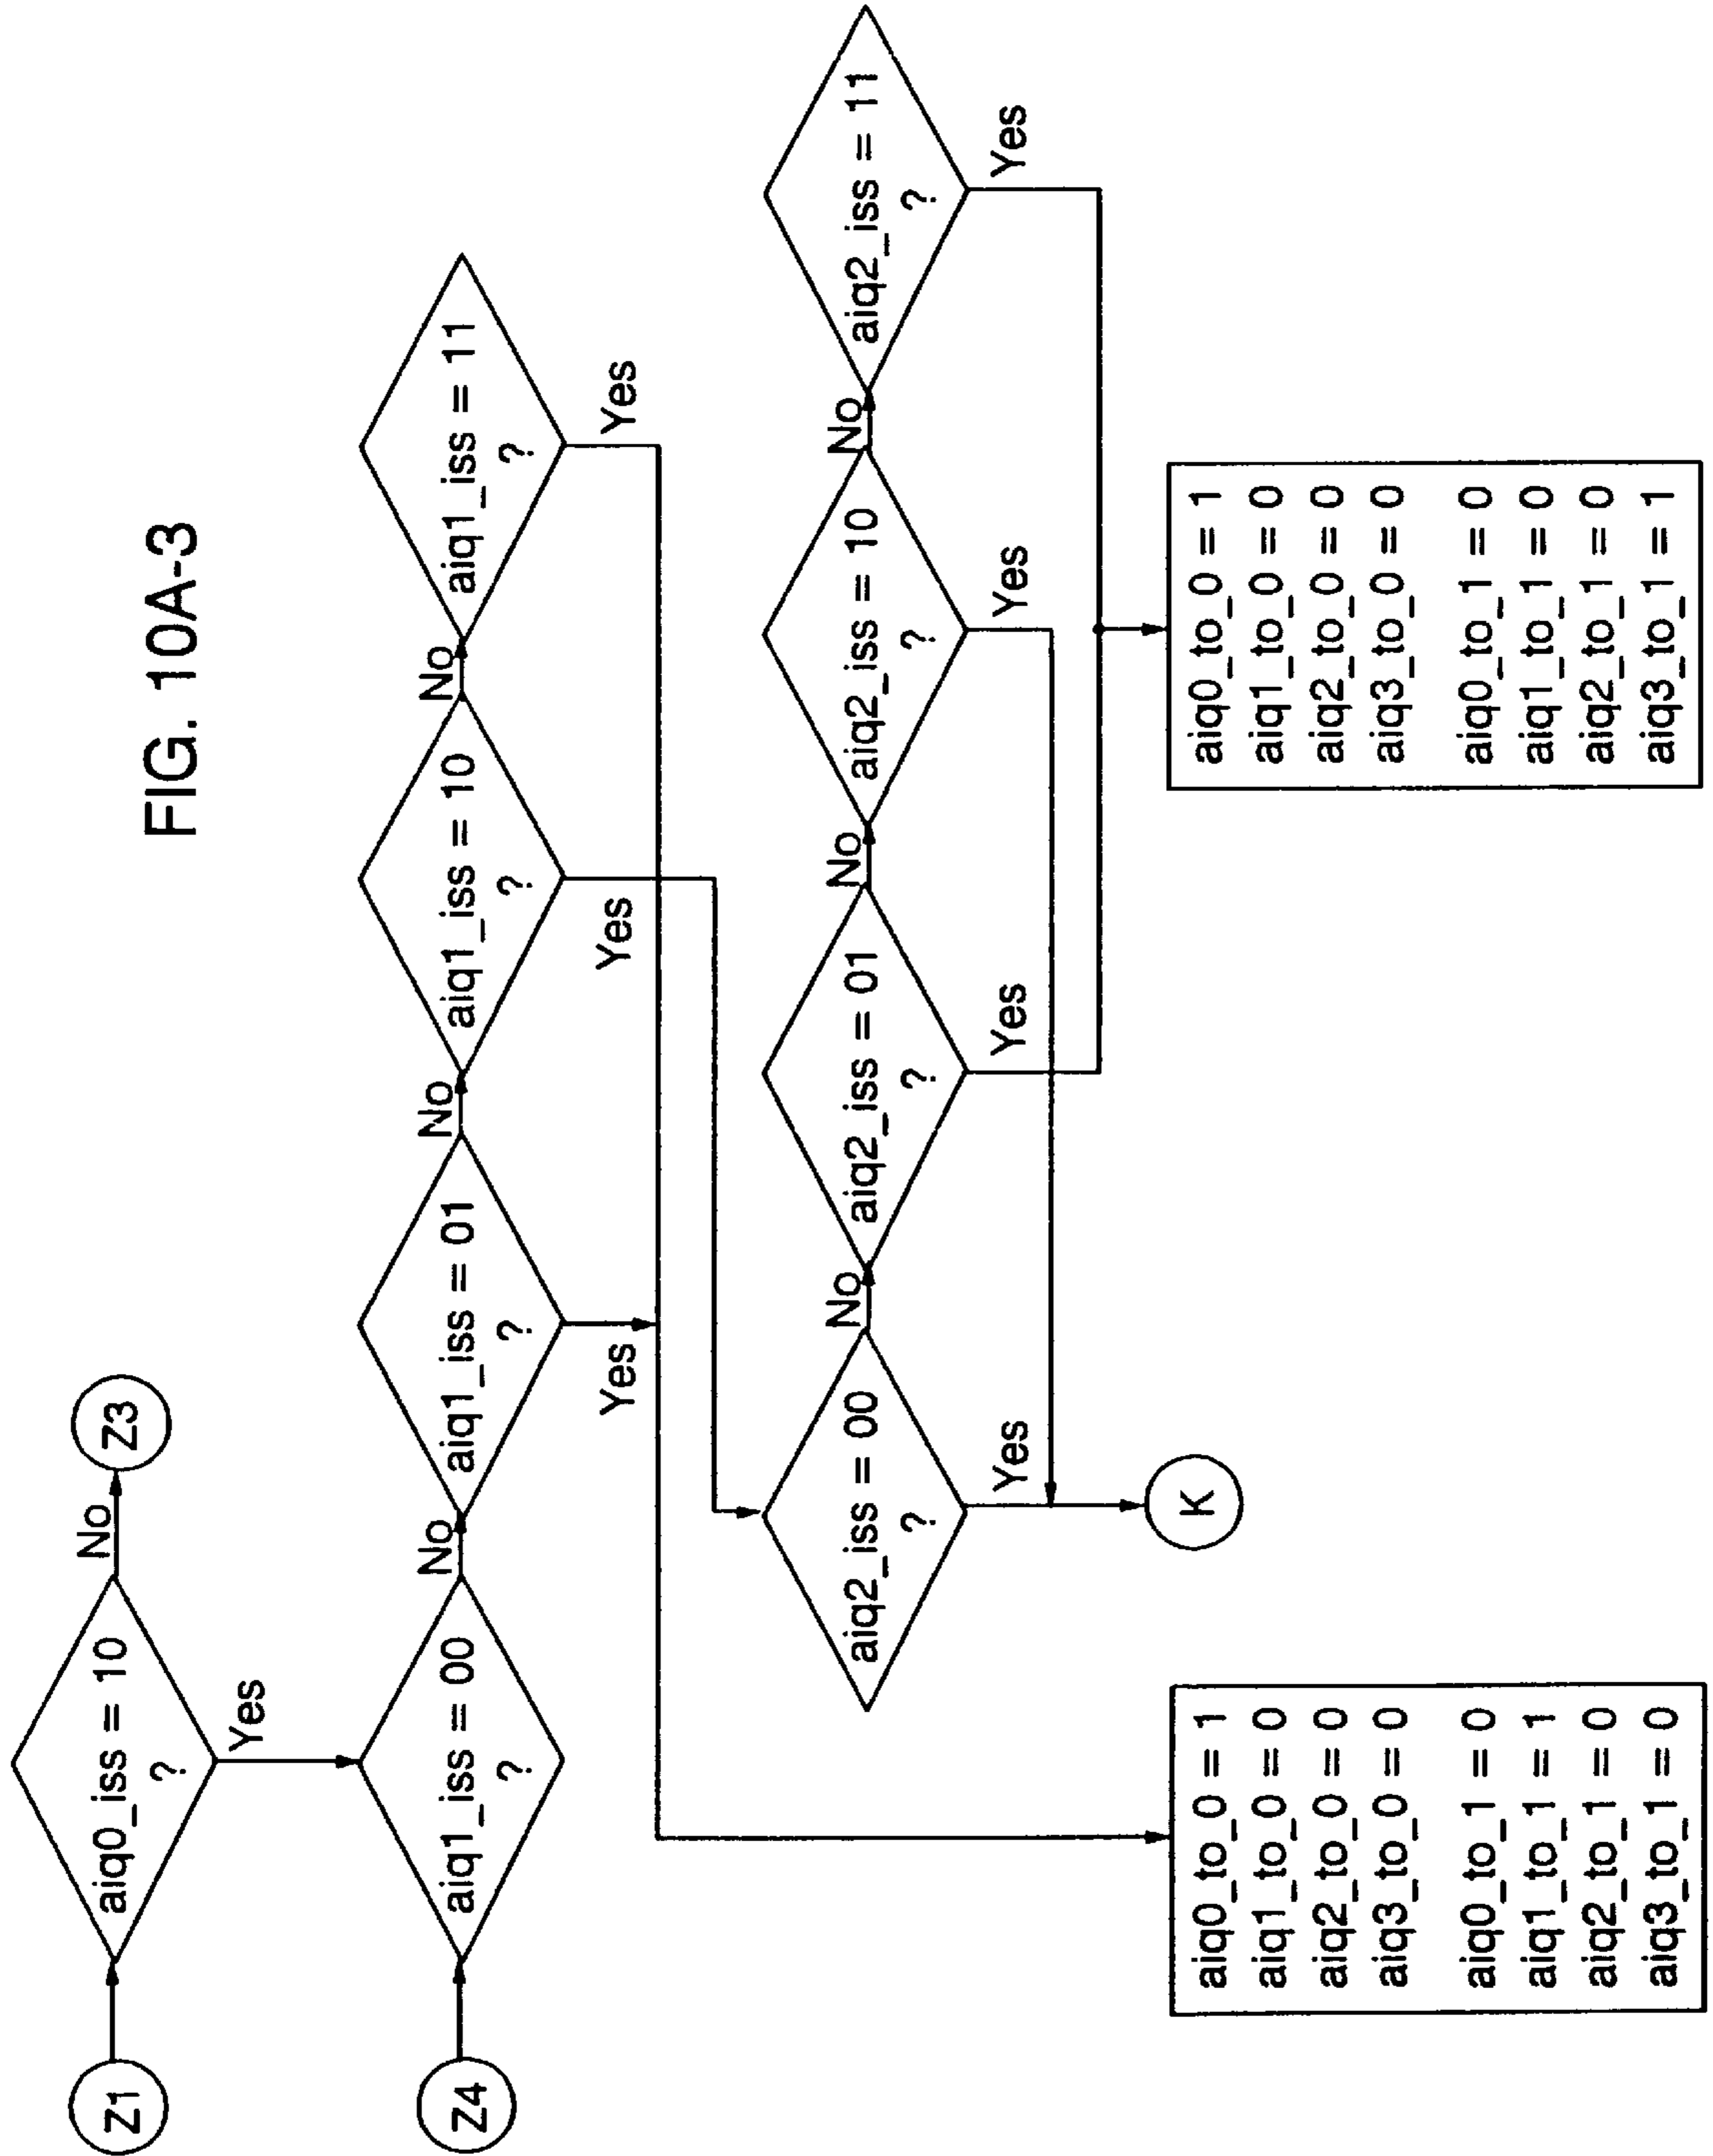 FIG. 10A-3
Z1
aiq0_iss = 10
?
No
Z3
Yes
Z4
aiq1_iss = 00
?
No
aiq1_iss = 01
?
No
aiq1_iss = 10
?
No
aiq1_iss = 11
?
Yes
Yes
Yes
aiq2_iss = 00
?
No
aiq2_iss = 01
?
No
aiq2_iss = 10
?
No
aiq2_iss = 11
?
Yes
Yes
Yes
Yes
K
aiq0_to_0 = 1
aiq1_to_0 = 0
aiq2_to_0 = 0
aiq3_to_0 = 0
aiq0_to_1 = 0
aiq1_to_1 = 1
aiq2_to_1 = 0
aiq3_to_1 = 0
aiq0_to_0 = 1
aiq1_to_0 = 0
aiq2_to_0 = 0
aiq3_to_0 = 0
aiq0_to_1 = 0
aiq1_to_1 = 0
aiq2_to_1 = 0
aiq3_to_1 = 1